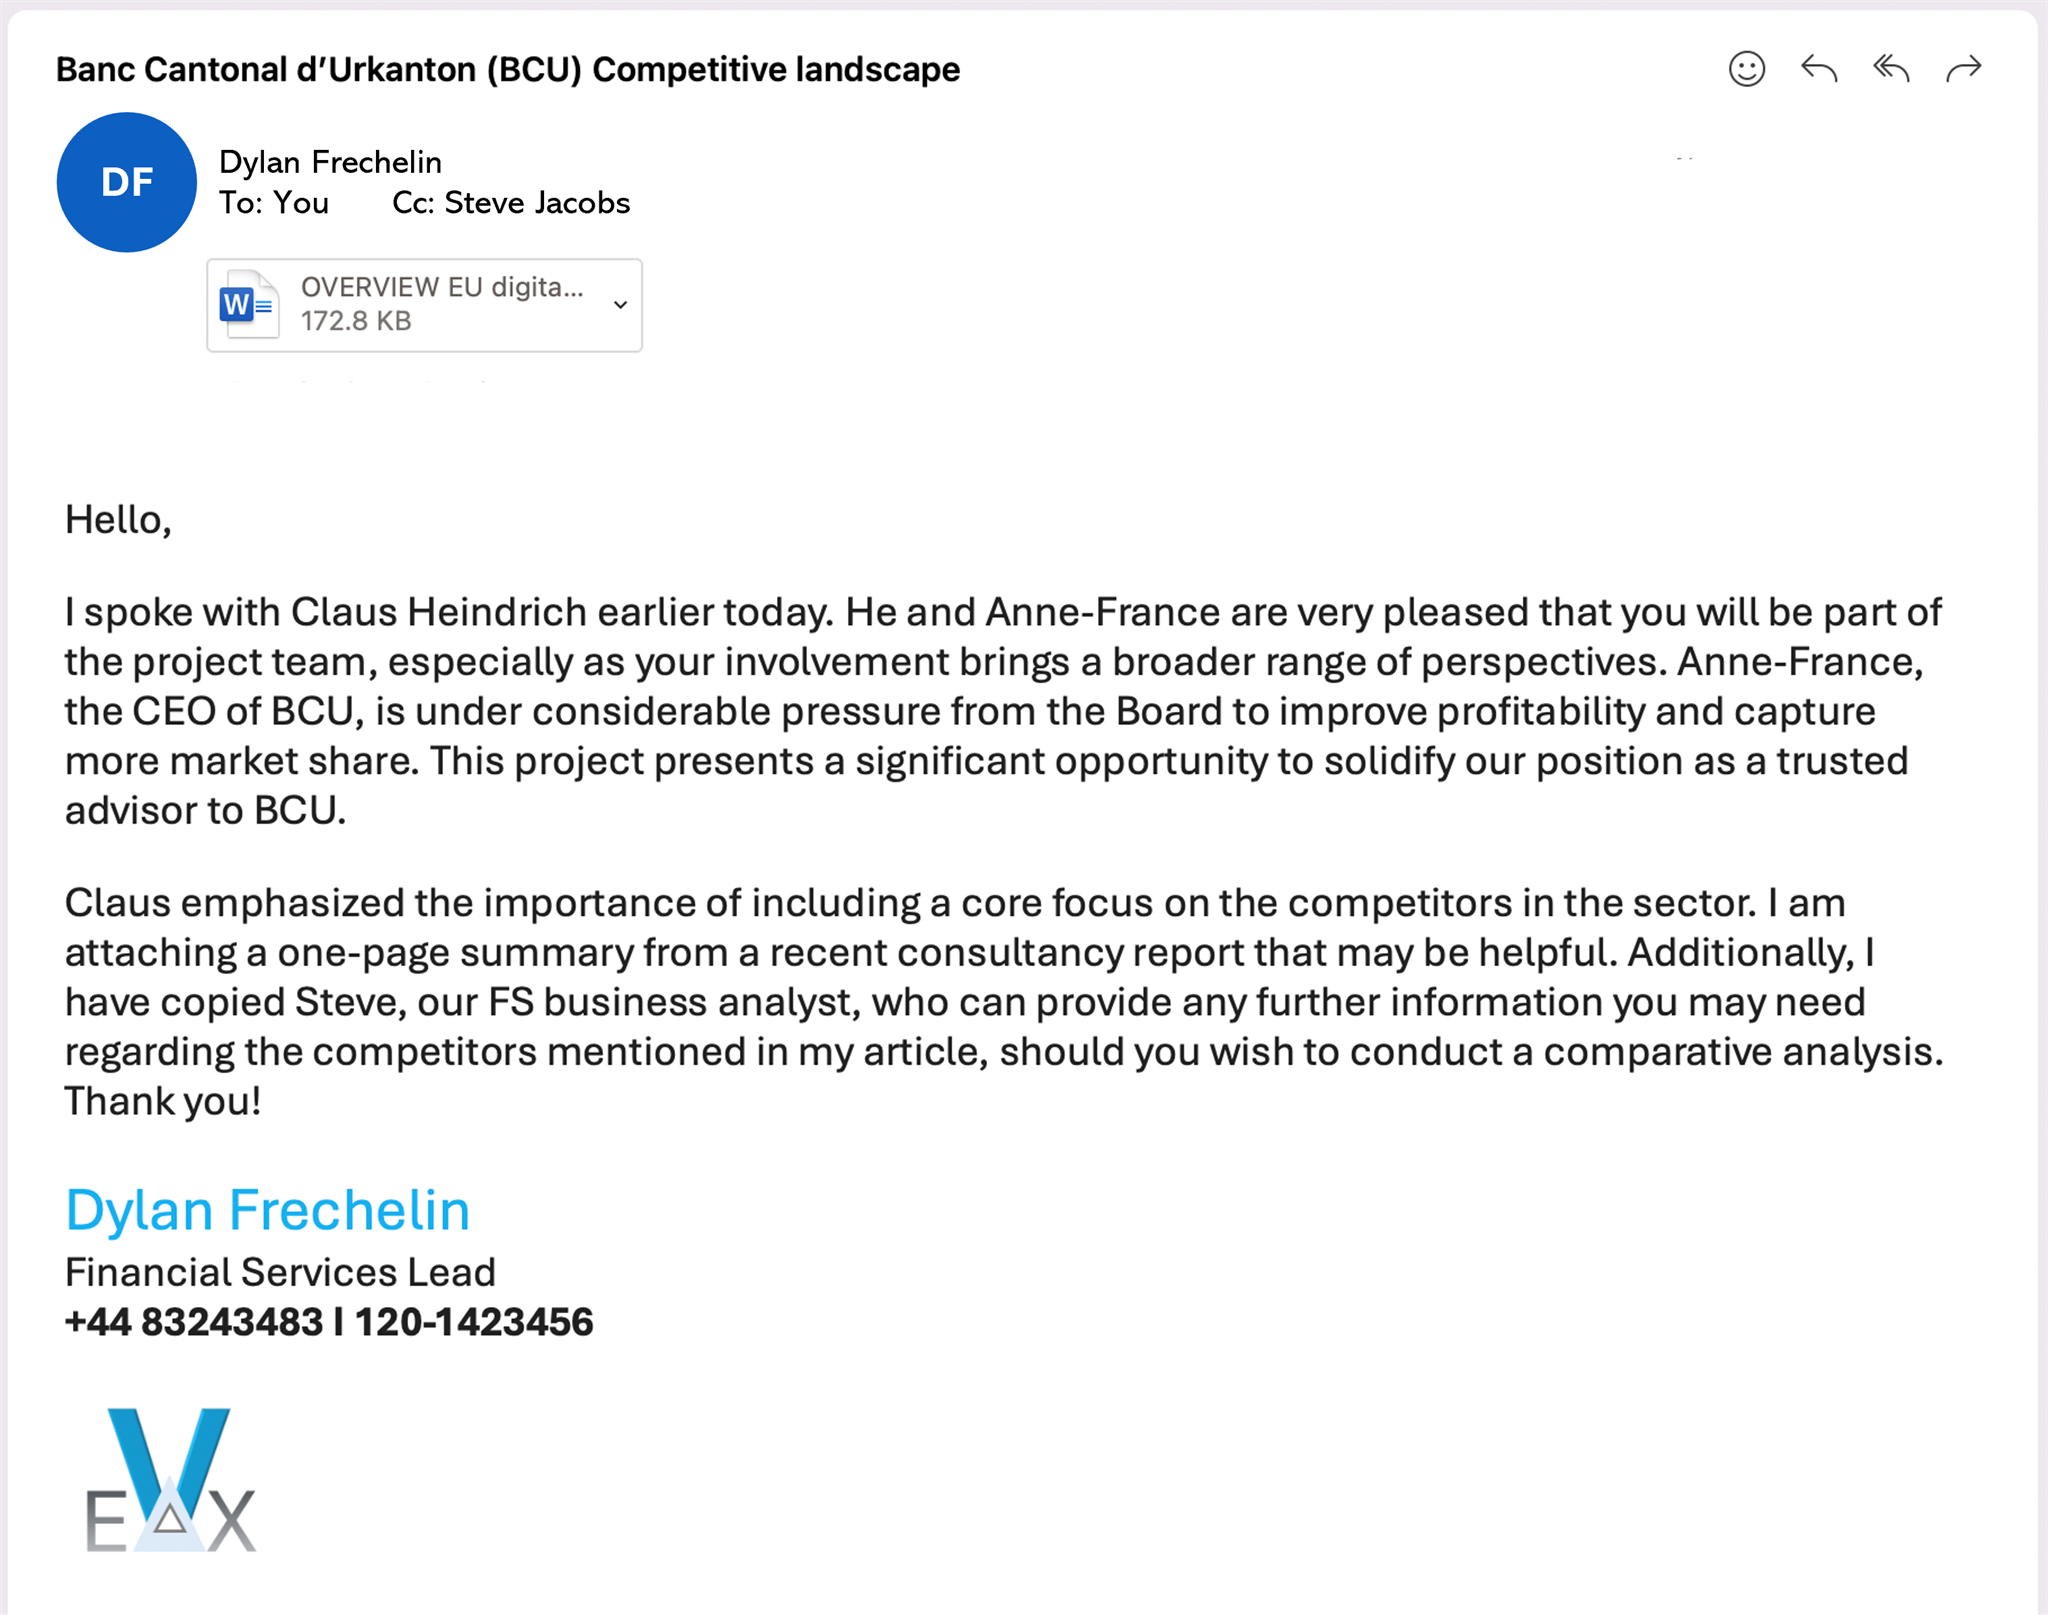 Banc Cantonal d’Urkanton (BCU) Competitive landscape
DF
Dylan Frechelin
To: You Cc: Steve Jacobs
W
OVERVIEW EU digita...
172.8 KB
Hello,
I spoke with Claus Heindrich earlier today. He and Anne-France are very pleased that you will be part of
the project team, especially as your involvement brings a broader range of perspectives. Anne-France,
the CEO of BCU, is under considerable pressure from the Board to improve profitability and capture
more market share. This project presents a significant opportunity to solidify our position as a trusted
advisor to BCU.
Claus emphasized the importance of including a core focus on the competitors in the sector. I am
attaching a one-page summary from a recent consultancy report that may be helpful. Additionally, I
have copied Steve, our FS business analyst, who can provide any further information you may need
regarding the competitors mentioned in my article, should you wish to conduct a comparative analysis.
Thank you!
Dylan Frechelin
Financial Services Lead
+44 83243483 I 120-1423456
EVX